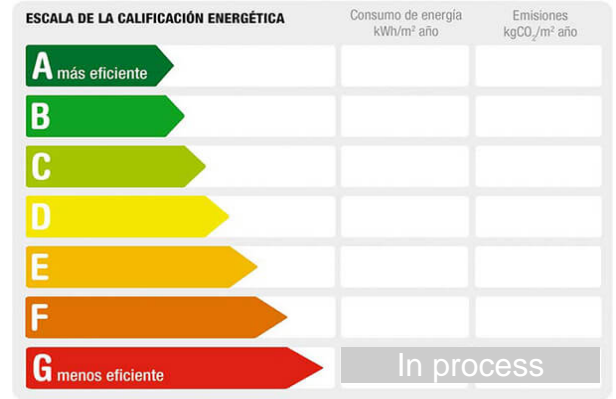 ESCALA DE LA CALIFICACIÓN ENERGÉTICA
Consumo de energía
kWh/m² año
Emisiones
kgCO₂/m² año
A más eficiente
B
C
D
E
F
G menos eficiente
In process